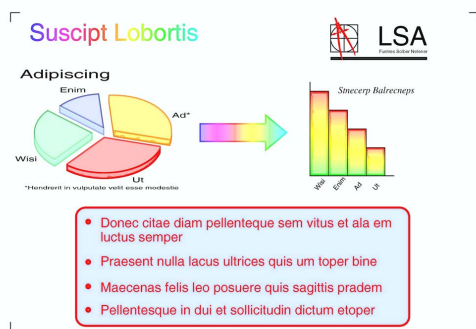 Suscipt Lobortis
LSA
Adipiscing
Enim
Ad*
Wisi
Ut
*Hendrerit in vulputate velit esse modestie
Smecerp Balrecneps
Wisi
Enim
Ad
Ut
Donec citae diam pellenteque sem vitus et ala em
luctus semper
Praesent nulla lacus ultrices quis um toper bine
Maecenas felis leo posuere quis sagittis pradem
Pellentesque in dui et sollicitudin dictum etoper